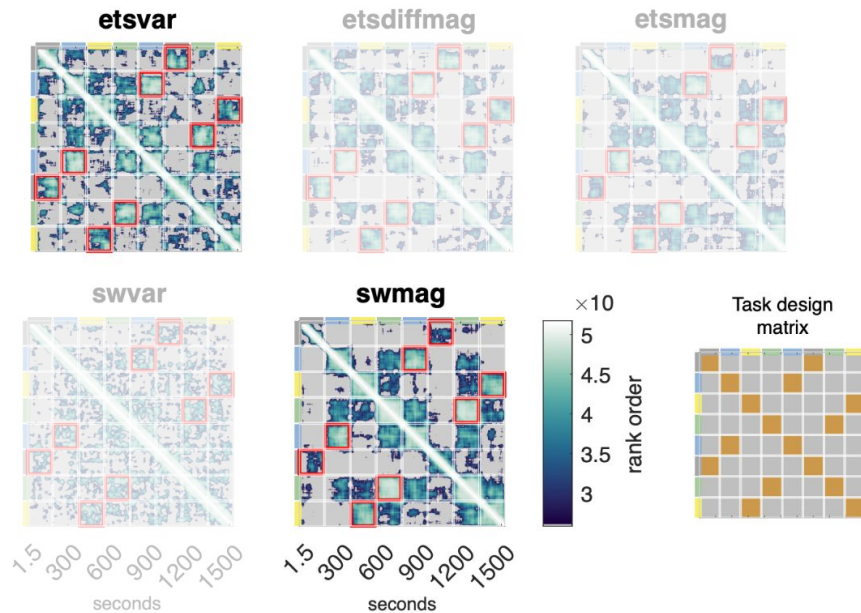 etsvar
etsdiffmag
etsmag
swvar
swmag
×10
5
4.5
4
3.5
3
rank order
Task design
matrix
1.5
300
600
900
1200
1500
seconds
1.5
300
600
900
1200
1500
seconds